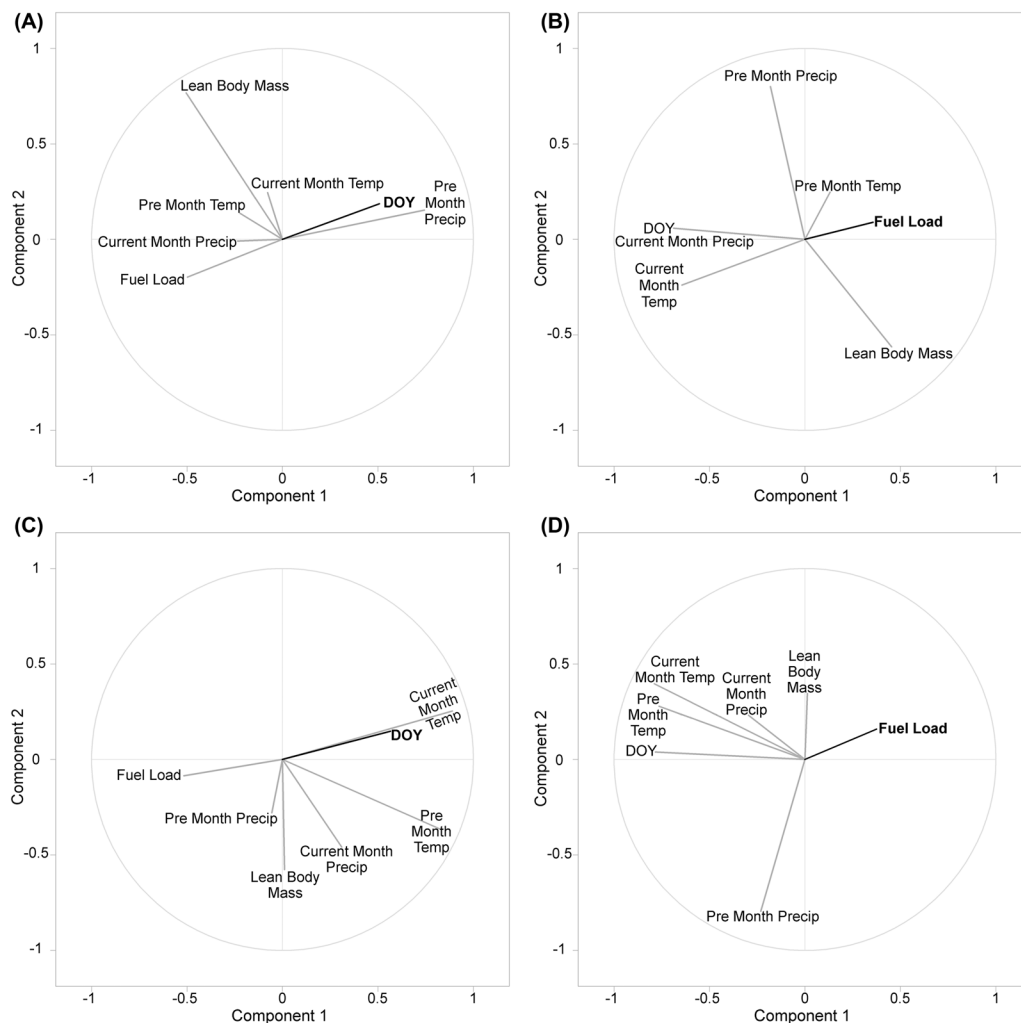 (A)
1
0.5
0
-0.5
-1
Component 2
Lean Body Mass
Current Month Temp
Pre Month Temp
DOY
Pre
Month
Precip
Current Month Precip
Fuel Load
-1
-0.5
0
0.5
1
Component 1
(B)
1
0.5
0
-0.5
-1
Component 2
Pre Month Precip
Pre Month Temp
Fuel Load
DOY
Current Month Precip
Current
Month
Temp
Lean Body Mass
-1
-0.5
0
0.5
1
Component 1
(C)
1
0.5
0
-0.5
-1
Component 2
Current
Month
Temp
DOY
Fuel Load
Pre Month Precip
Pre
Month
Temp
Current Month
Precip
Lean Body
Mass
-1
-0.5
0
0.5
1
Component 1
(D)
1
0.5
0
-0.5
-1
Component 2
Lean
Body
Mass
Current
Month Temp
Current
Month
Precip
Pre
Month
Temp
Fuel Load
DOY
Pre Month Precip
-1
-0.5
0
0.5
1
Component 1